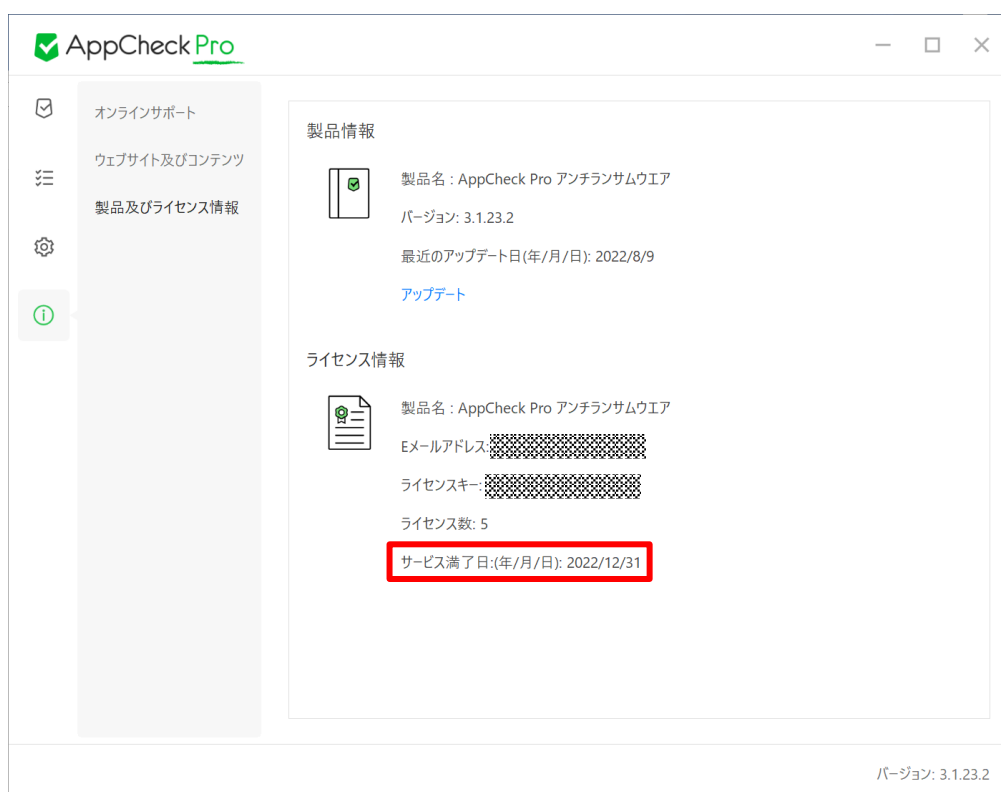 AppCheck Pro
オンラインサポート
ウェブサイト及びコンテンツ
製品及びライセンス情報
製品情報
製品名 : AppCheck Pro アンチランサムウエア
バージョン: 3.1.23.2
最近のアップデート日(年/月/日): 2022/8/9
アップデート
ライセンス情報
製品名 : AppCheck Pro アンチランサムウエア
Eメールアドレス:
ライセンスキー:
ライセンス数: 5
サービス満了日:(年/月/日): 2022/12/31
バージョン: 3.1.23.2